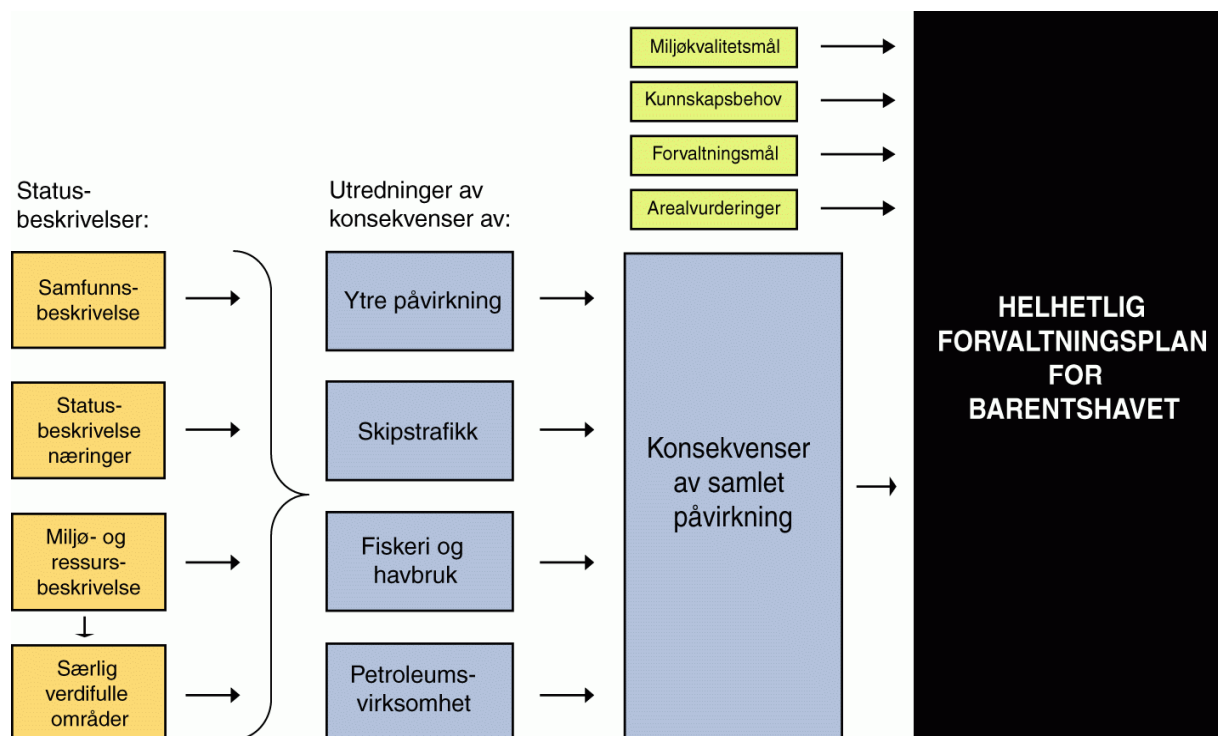 Miljøkvalitetsmål
Kunnskapsbehov
Forvaltningsmål
Arealvurderinger
Status-
beskrivelser:
Samfunns-
beskrivelse
Status-
beskrivelse
næringer
Miljø- og
ressurs-
beskrivelse
Særlig
verdifulle
områder
Utredninger av
konsekvenser av:
Ytre påvirkning
Skipstrafikk
Fiskeri og
havbruk
Petroleums-
virksomhet
Konsekvenser
av samlet
påvirkning
HELHETLIG
FORVALTNINGSPLAN
FOR
BARENTSHAVET